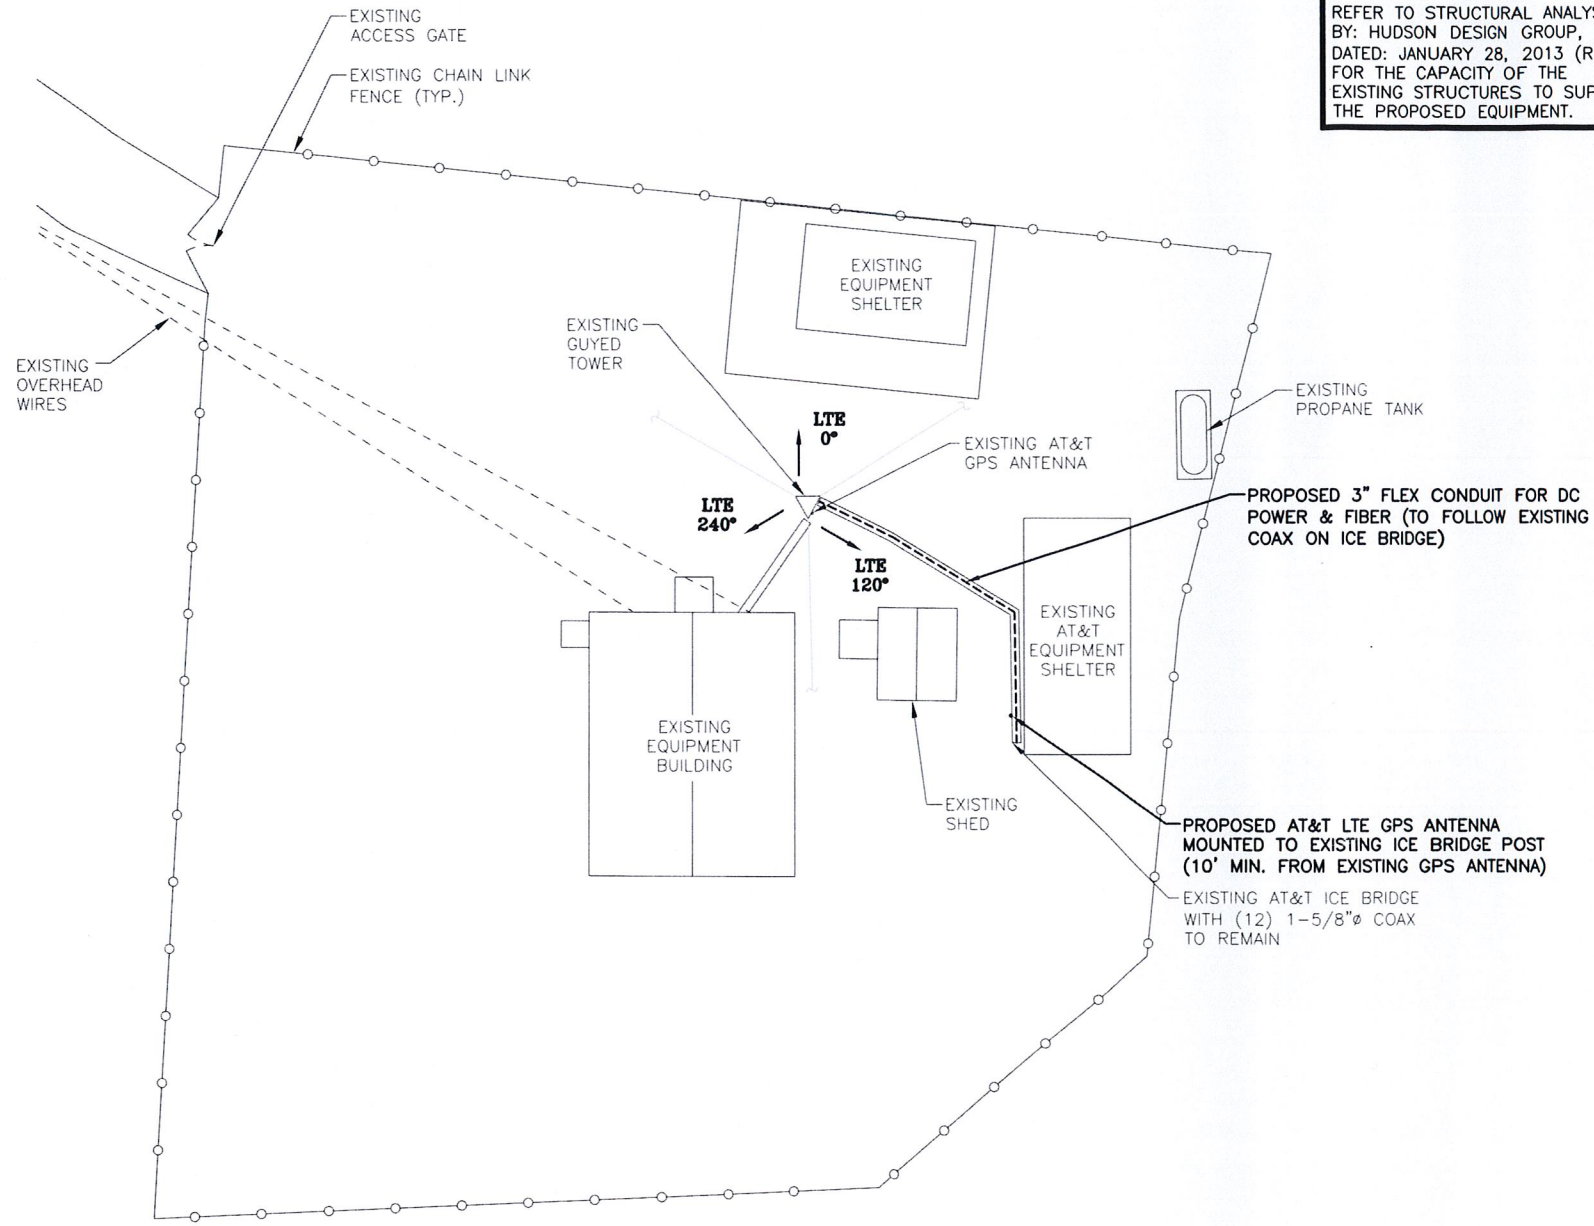 REFER TO STRUCTURAL
BY: HUDSON DESIGN GROUP,
DATED: JANUARY 28, 2013
FOR THE CAPACITY OF THE
EXISTING STRUCTURES TO
THE PROPOSED EQUIPMENT.
EXISTING
ACCESS GATE
EXISTING CHAIN LINK
FENCE (TYP.)
EXISTING
EQUIPMENT
SHELTER
EXISTING
GUYED
TOWER
EXISTING
OVERHEAD
WIRES
EXISTING
PROPANE TANK
LTE
0°
EXISTING AT&T
GPS ANTENNA
LTE
240°
LTE
120°
PROPOSED 3" FLEX CONDUIT FOR DC
POWER & FIBER (TO FOLLOW EXISTING
COAX ON ICE BRIDGE)
EXISTING
AT&T
EQUIPMENT
SHELTER
EXISTING
EQUIPMENT
BUILDING
EXISTING
SHED
PROPOSED AT&T LTE GPS ANTENNA
MOUNTED TO EXISTING ICE BRIDGE POST
(10' MIN. FROM EXISTING GPS ANTENNA)
EXISTING AT&T ICE BRIDGE
WITH (12) 1-5/8"ø COAX
TO REMAIN